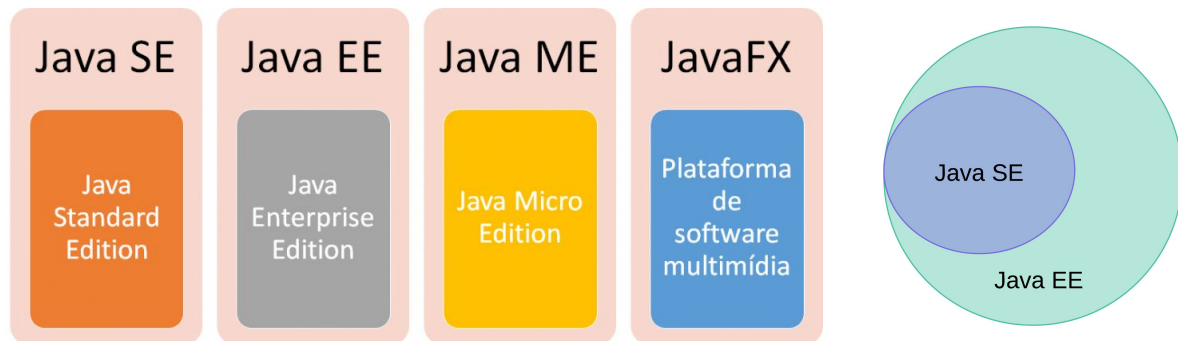 Java SE
Java
Standard
Edition
Java EE
Java
Enterprise
Edition
Java ME
Java Micro
Edition
JavaFX
Plataforma
de
software
multimídia
Java SE
Java EE